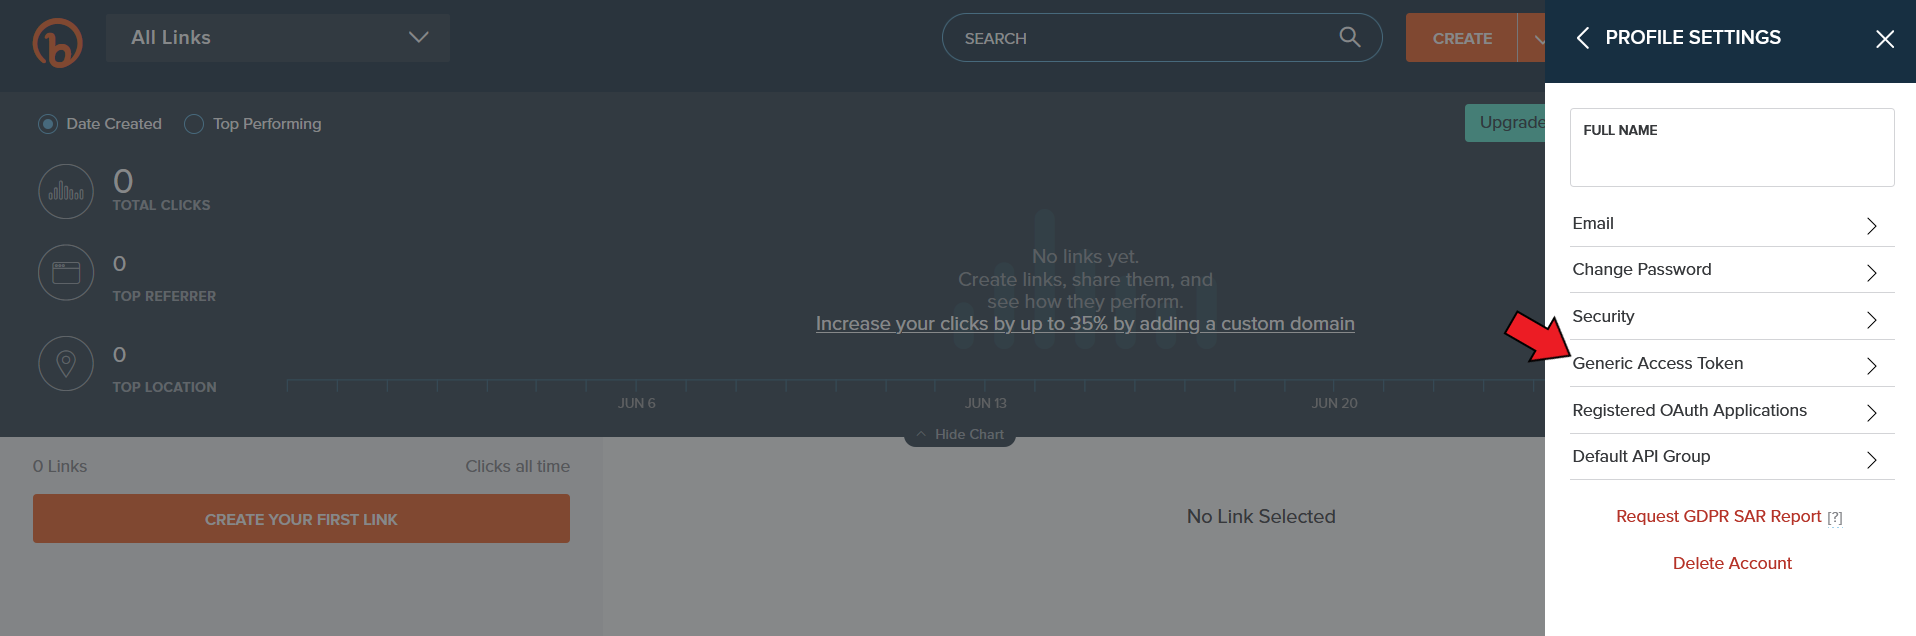 b
All Links
SEARCH
CREATE
PROFILE SETTINGS
Date Created
Top Performing
Upgrade
0
TOTAL CLICKS
0
TOP REFERRER
0
TOP LOCATION
No links yet.
Create links, share them, and
see how they perform.
Increase your clicks by up to 35% by adding a custom domain
JUN 6
JUN 13
JUN 20
Hide Chart
0 Links
Clicks all time
CREATE YOUR FIRST LINK
No Link Selected
FULL NAME
Email
Change Password
Security
Generic Access Token
Registered OAuth Applications
Default API Group
Request GDPR SAR Report [?]
Delete Account